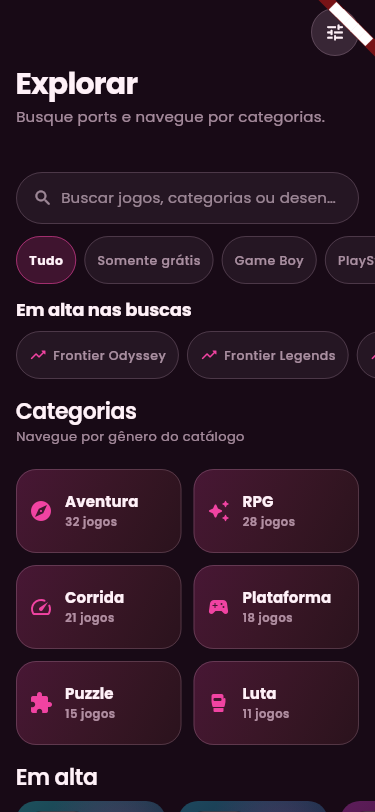 Explorar
Busque ports e navegue por categorias.
Buscar jogos, categorias ou desen…
Tudo
Somente grátis
Game Boy
PlayS
Em alta nas buscas
Frontier Odyssey
Frontier Legends
Categorias
Navegue por gênero do catálogo
Aventura
32 jogos
RPG
28 jogos
Corrida
21 jogos
Plataforma
18 jogos
Puzzle
15 jogos
Luta
11 jogos
Em alta